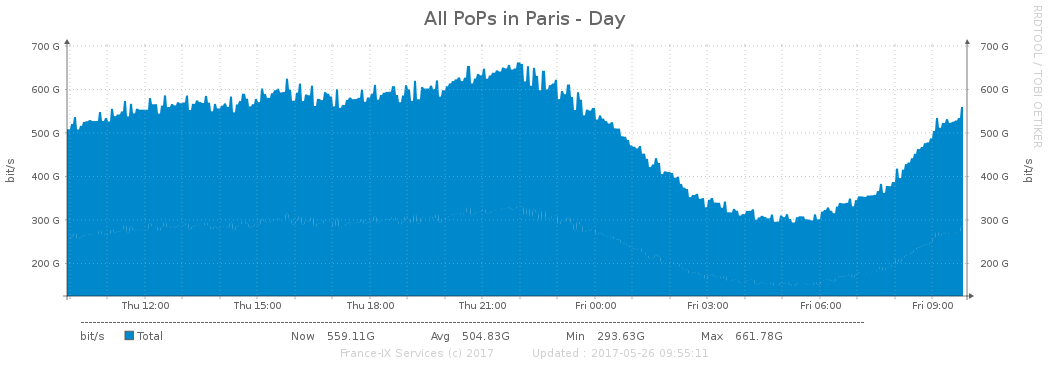 All PoPs in Paris - Day
RRDTOOL / TOBI OETIKER
700 G 700 G
600 G 600 G
500 G 500 G
400 G 400 G
300 G 300 G
200 G 200 G
bit/s
bit/s
Thu 12:00 Thu 15:00 Thu 18:00 Thu 21:00 Fri 00:00 Fri 03:00 Fri 06:00 Fri 09:00
bit/s Total Now 559.11G Avg 504.83G Min 293.63G Max 661.78G
France-IX Services (c) 2017 Updated : 2017-05-26 09:55:11